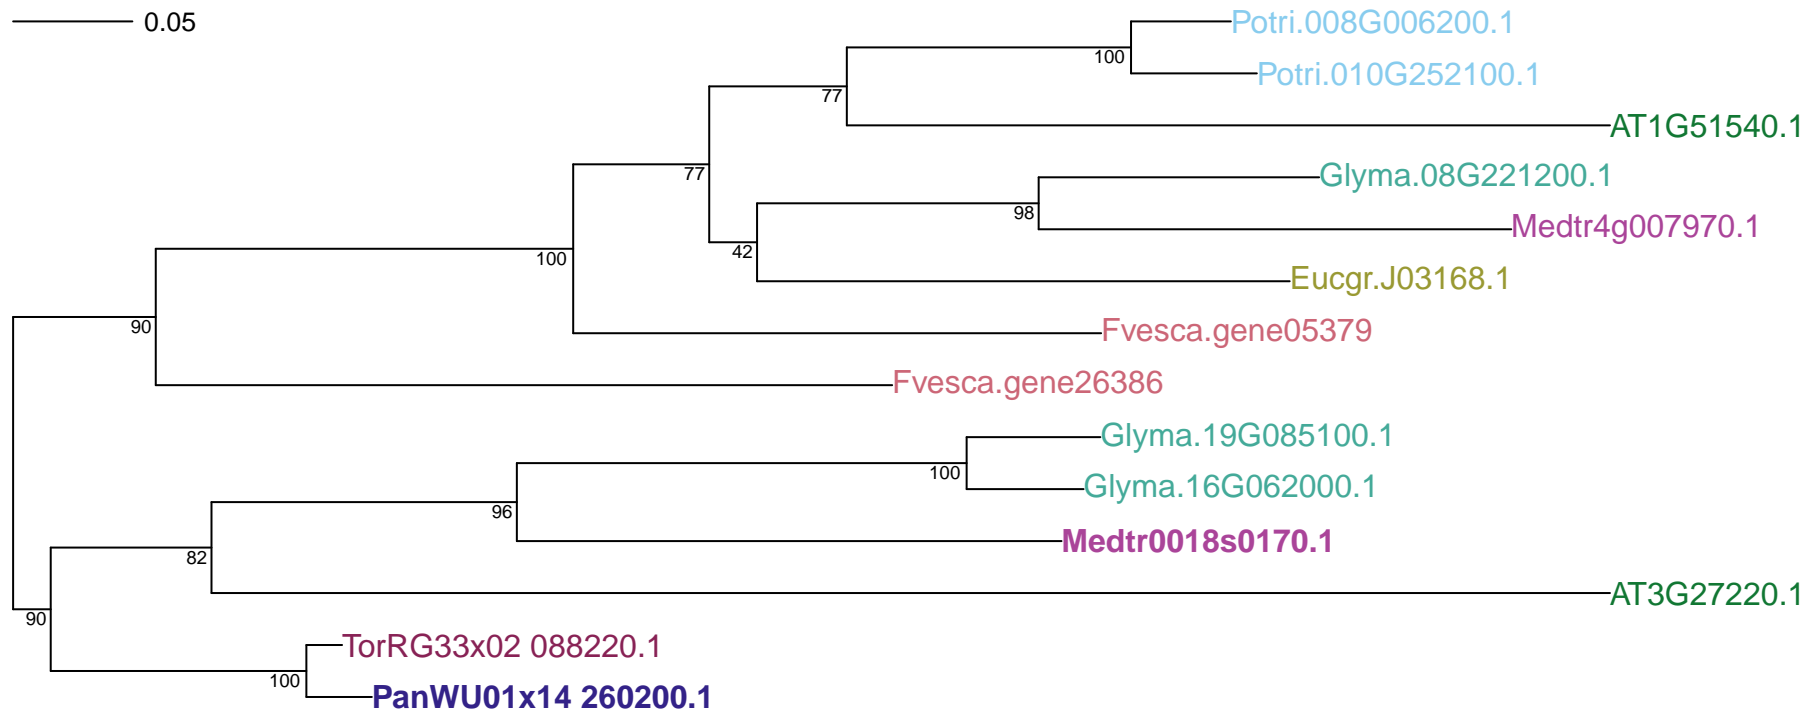 0.05
Potri.008G006200.1
100
Potri.010G252100.1
77
AT1G51540.1
77
Glyma.08G221200.1
98
Medtr4g007970.1
42
100
Eucgr.J03168.1
90
Fvesca.gene05379
Fvesca.gene26386
Glyma.19G085100.1
100
Glyma.16G062000.1
96
Medtr0018s0170.1
82
AT3G27220.1
90
TorRG33x02 088220.1
100
PanWU01x14 260200.1